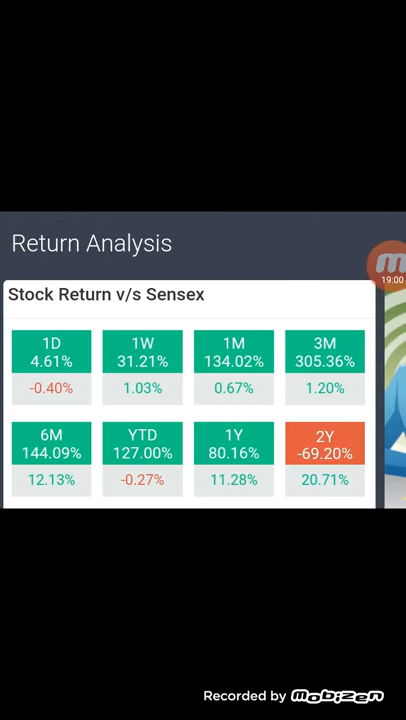 Return Analysis
19:00
Stock Return v/s Sensex
1D 1W 1M 3M
4.61% 31.21% 134.02% 305.36%
-0.40% 1.03% 0.67% 1.20%
6M YTD 1Y 2Y
144.09% 127.00% 80.16% -69.20%
12.13% -0.27% 11.28% 20.71%
Recorded by mobizen